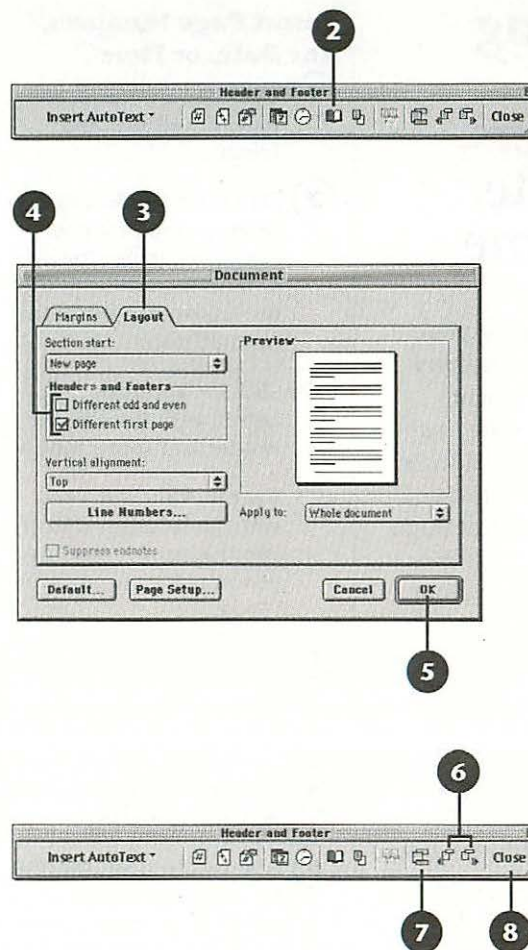 2
Header and Footer
Insert AutoText
Close
4
3
Document
Margins
Layout
Section start:
New page
Headers and Footers
Different odd and even
Different first page
Vertical alignment:
Top
Line Numbers...
Suppress endnotes
Preview
Apply to:
Whole document
Default...
Page Setup...
Cancel
OK
5
6
Header and Footer
Insert AutoText
Close
7
8